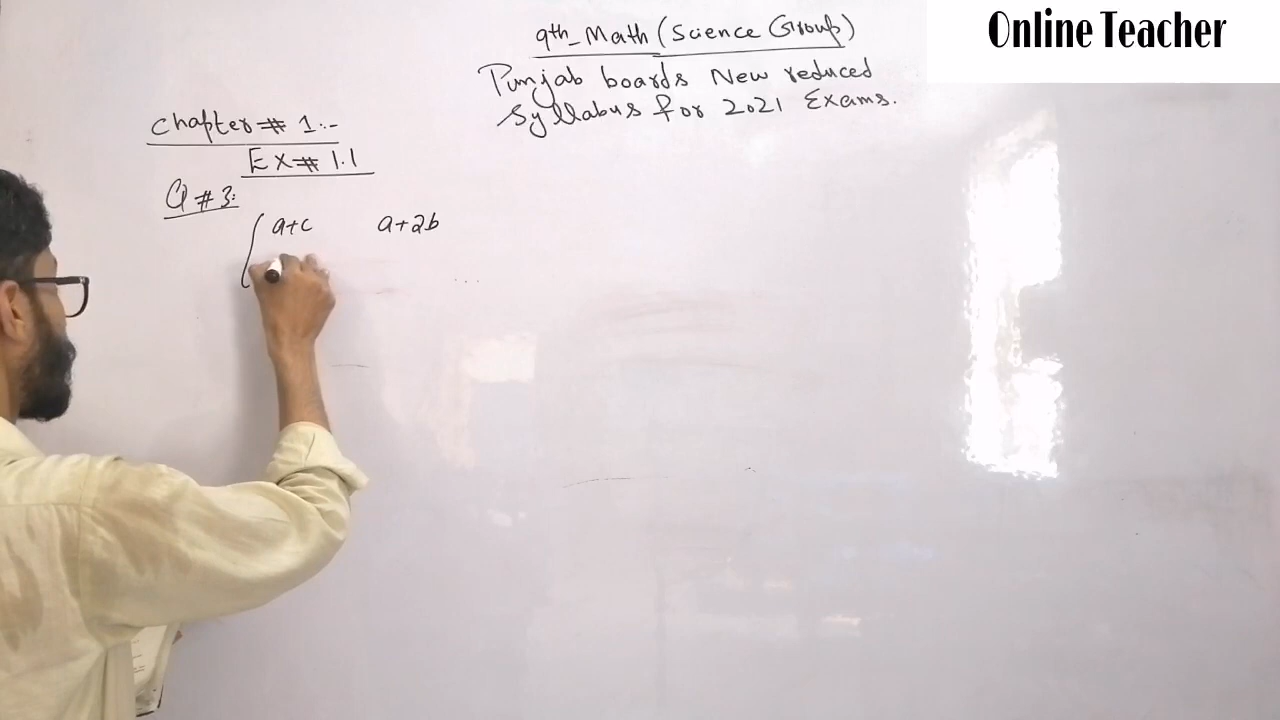 Online Teacher
9th_Math (Science Group)
Punjab boards New reduced
Syllabus for 2021 Exams.
Chapter # 1:-
Ex # 1.1
Q # 3:
a+c a+2b